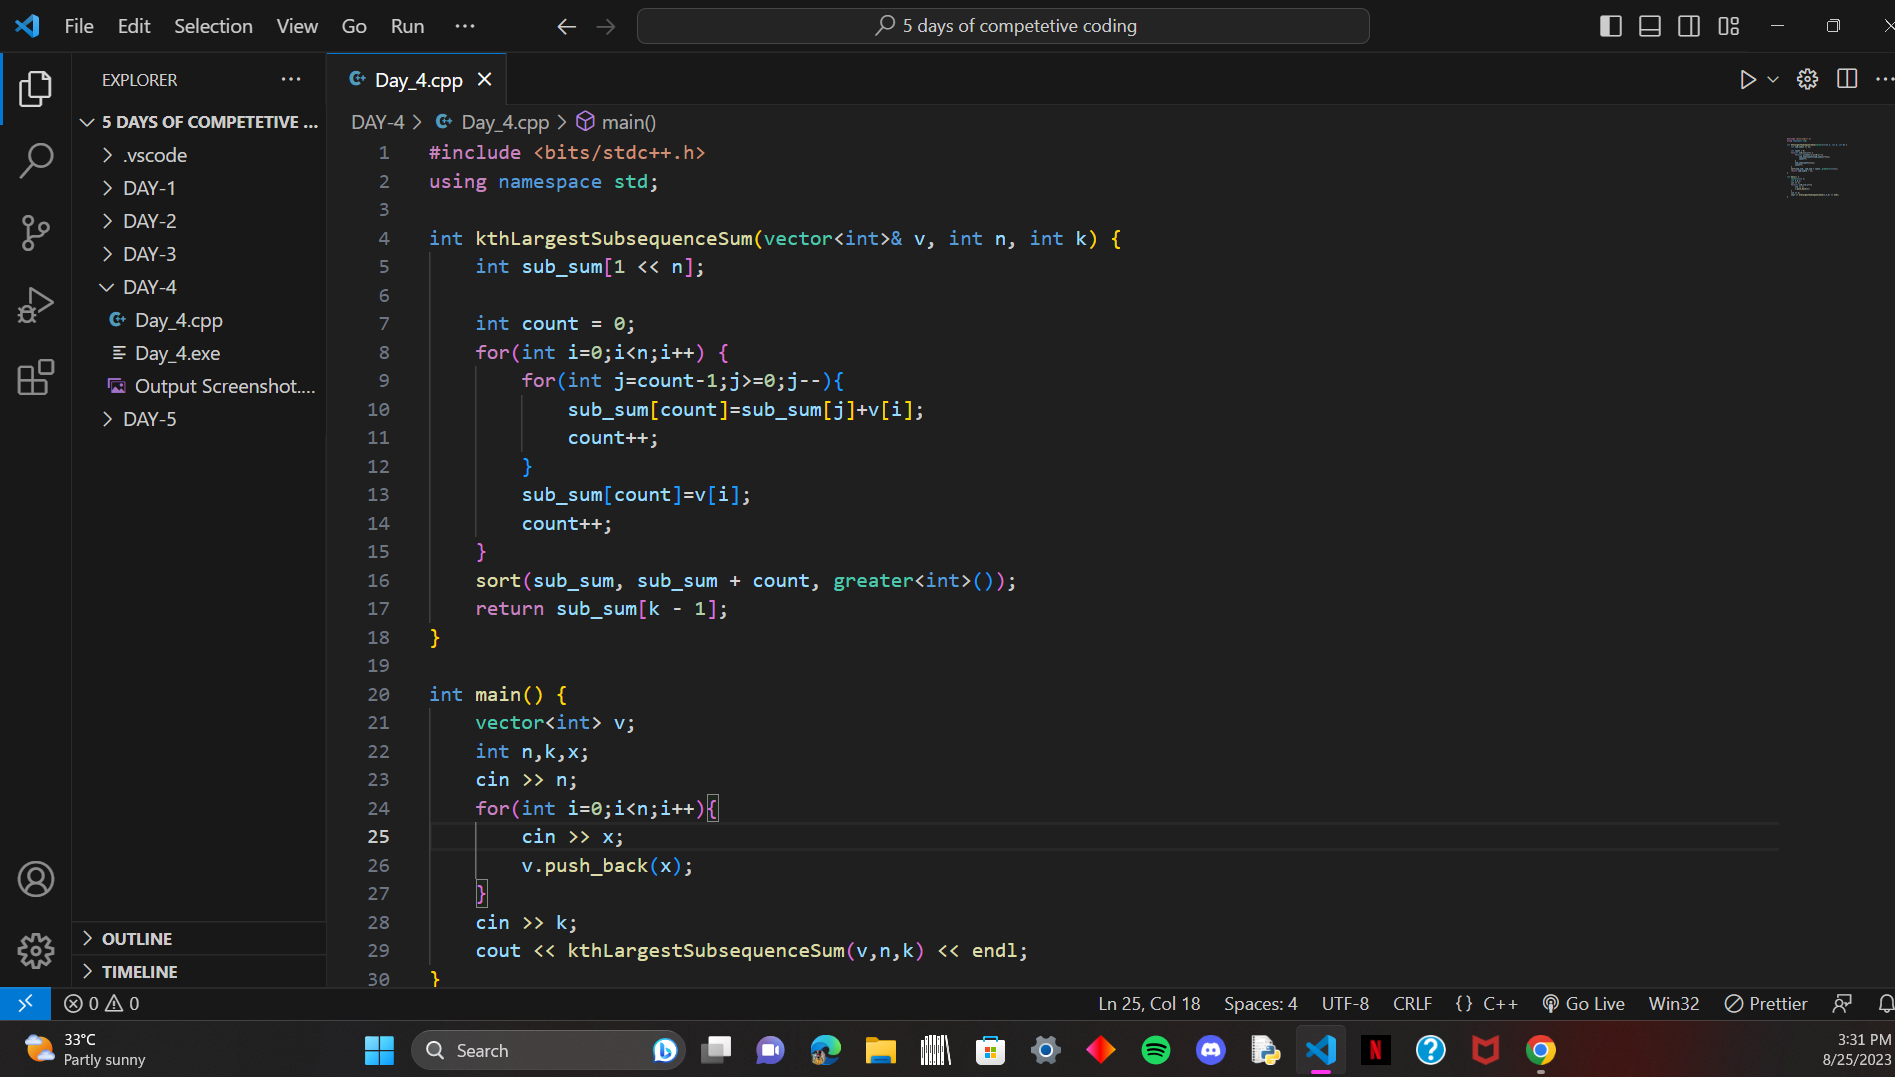 File Edit Selection View Go Run ···
5 days of competetive coding
EXPLORER
Day_4.cpp
5 DAYS OF COMPETETIVE ...
.vscode
DAY-1
DAY-2
DAY-3
DAY-4
Day_4.cpp
Day_4.exe
Output Screenshot....
DAY-5
OUTLINE
TIMELINE
DAY-4 > Day_4.cpp > main()
1 #include <bits/stdc++.h>
2 using namespace std;
3
4 int kthLargestSubsequenceSum(vector<int>& v, int n, int k) {
5     int sub_sum[1 << n];
6
7     int count = 0;
8     for(int i=0;i<n;i++) {
9         for(int j=count-1;j>=0;j--){
10             sub_sum[count]=sub_sum[j]+v[i];
11             count++;
12         }
13         sub_sum[count]=v[i];
14         count++;
15     }
16     sort(sub_sum, sub_sum + count, greater<int>());
17     return sub_sum[k - 1];
18 }
19
20 int main() {
21     vector<int> v;
22     int n,k,x;
23     cin >> n;
24     for(int i=0;i<n;i++){
25         cin >> x;
26         v.push_back(x);
27     }
28     cin >> k;
29     cout << kthLargestSubsequenceSum(v,n,k) << endl;
30 }
0 0
Ln 25, Col 18 Spaces: 4 UTF-8 CRLF {} C++ Go Live Win32 Prettier
33°C
Partly sunny
Search
3:31 PM
8/25/2023